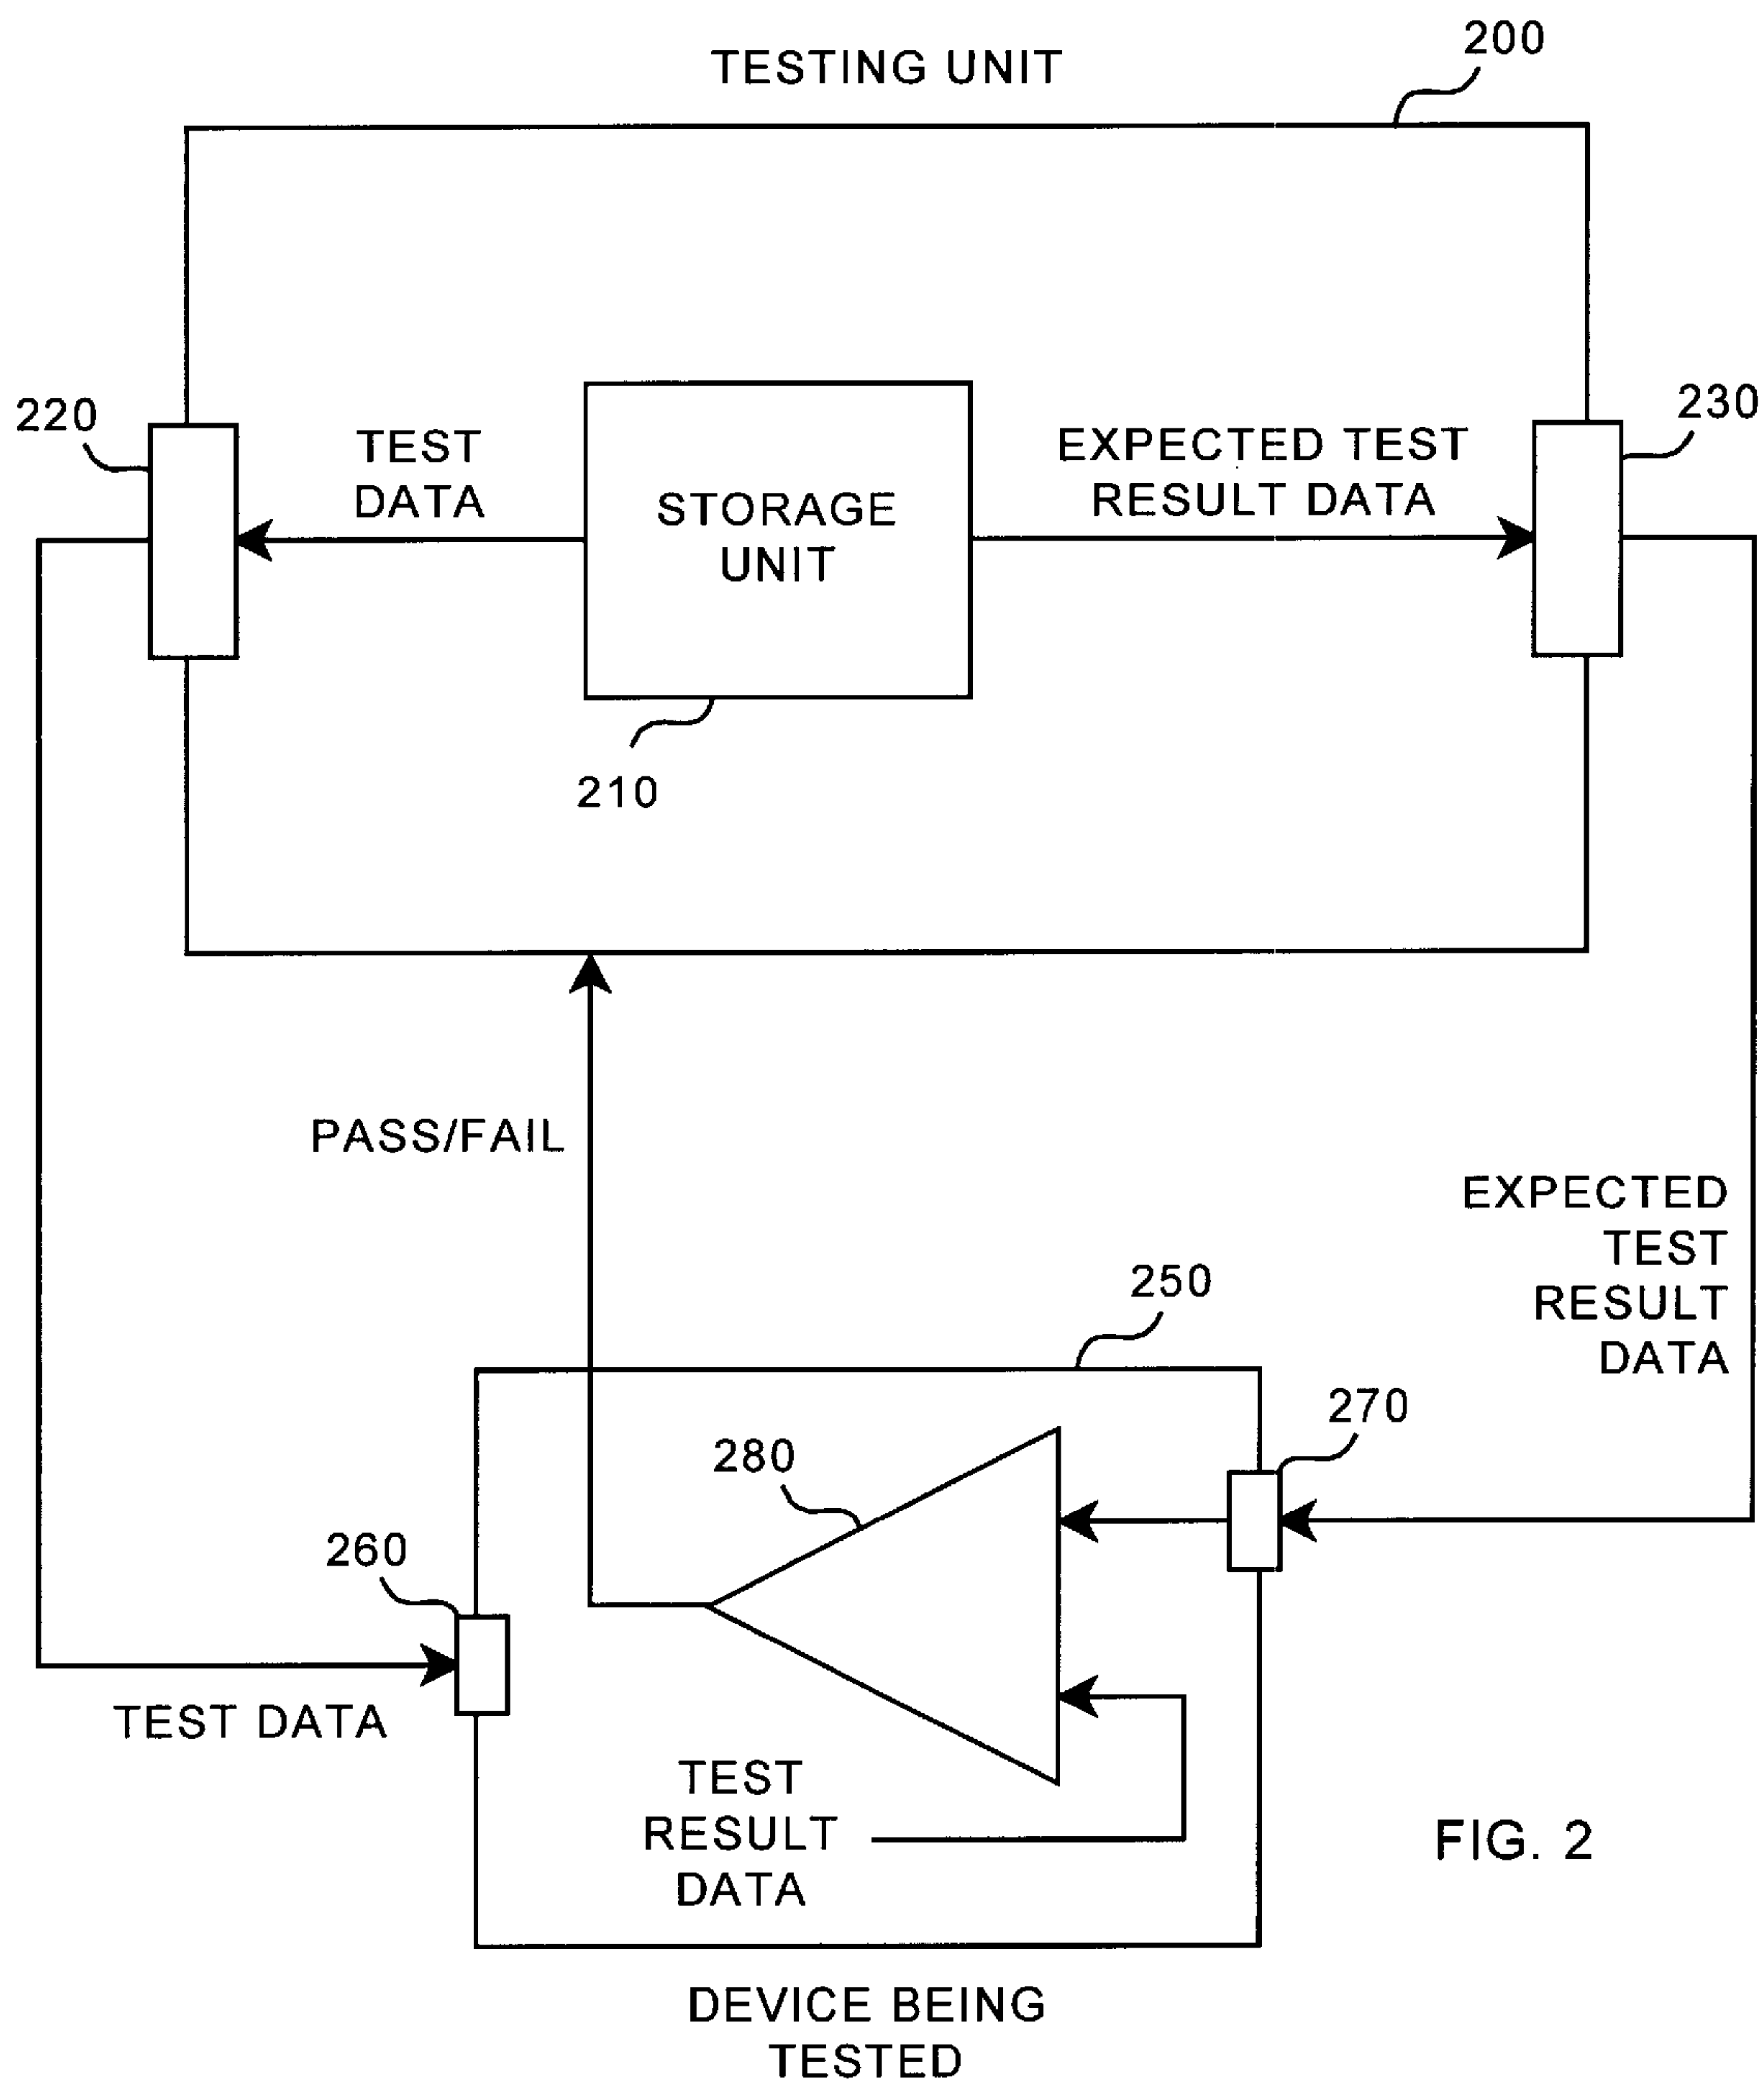 200
TESTING UNIT
220
230
TEST
DATA
EXPECTED TEST
RESULT DATA
STORAGE
UNIT
210
PASS/FAIL
EXPECTED
TEST
RESULT
DATA
250
270
280
260
TEST DATA
TEST
RESULT
DATA
FIG. 2
DEVICE BEING
TESTED